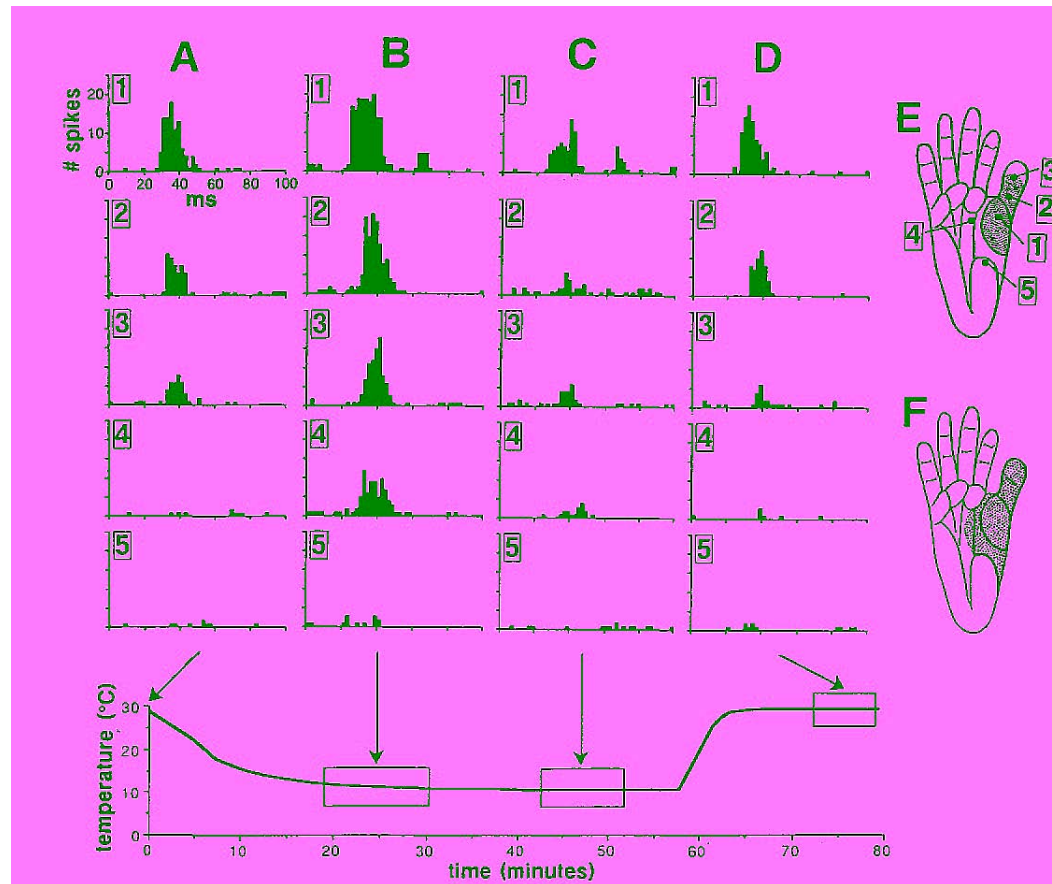 A B C D
1 1 1 1
20
10
0
# spikes
0 20 40 60 80 100
ms
2 2 2 2
3 3 3 3
4 4 4 4
5 5 5 5
E
3
2
4
1
5
F
temperature (°C)
30
20
10
0
0 10 20 30 40 50 60 70 80
time (minutes)